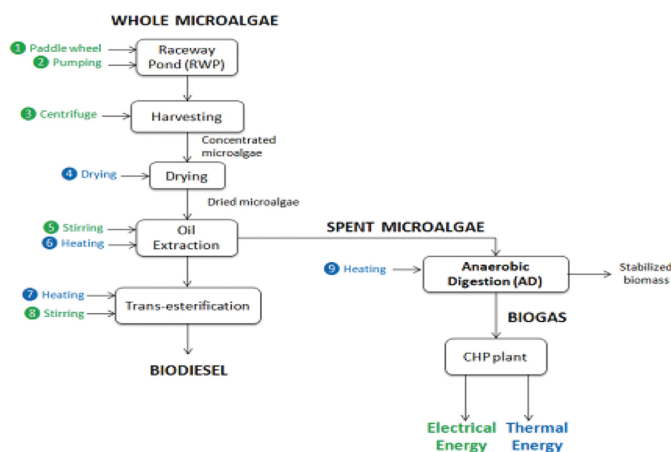 WHOLE MICROALGAE
1 Paddle wheel
2 Pumping
Raceway
Pond (RWP)
3 Centrifuge
Harvesting
Concentrated
microalgae
4 Drying
Drying
Dried microalgae
5 Stirring
6 Heating
Oil
Extraction
SPENT MICROALGAE
9 Heating
Anaerobic
Digestion (AD)
Stabilized
biomass
7 Heating
8 Stirring
Trans-esterification
BIOGAS
CHP plant
BIODIESEL
Electrical
Energy
Thermal
Energy